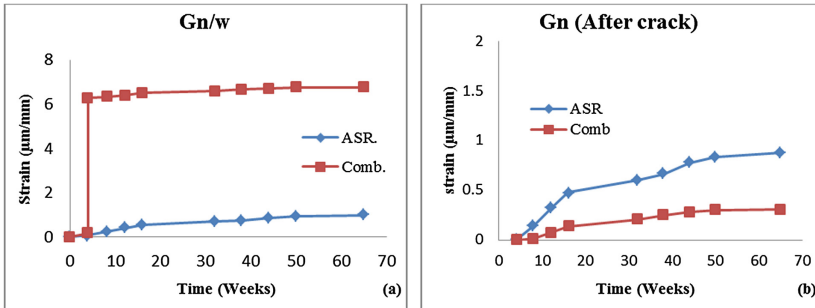 Gn/w
Strain (µm/mm)
8
6
4
2
0
0 10 20 30 40 50 60 70
ASR.
Comb.
Time (Weeks)
(a)
Gn (After crack)
strain (µm/mm)
2
1.5
1
0.5
0
0 10 20 30 40 50 60 70
ASR
Comb
Time (Weeks)
(b)